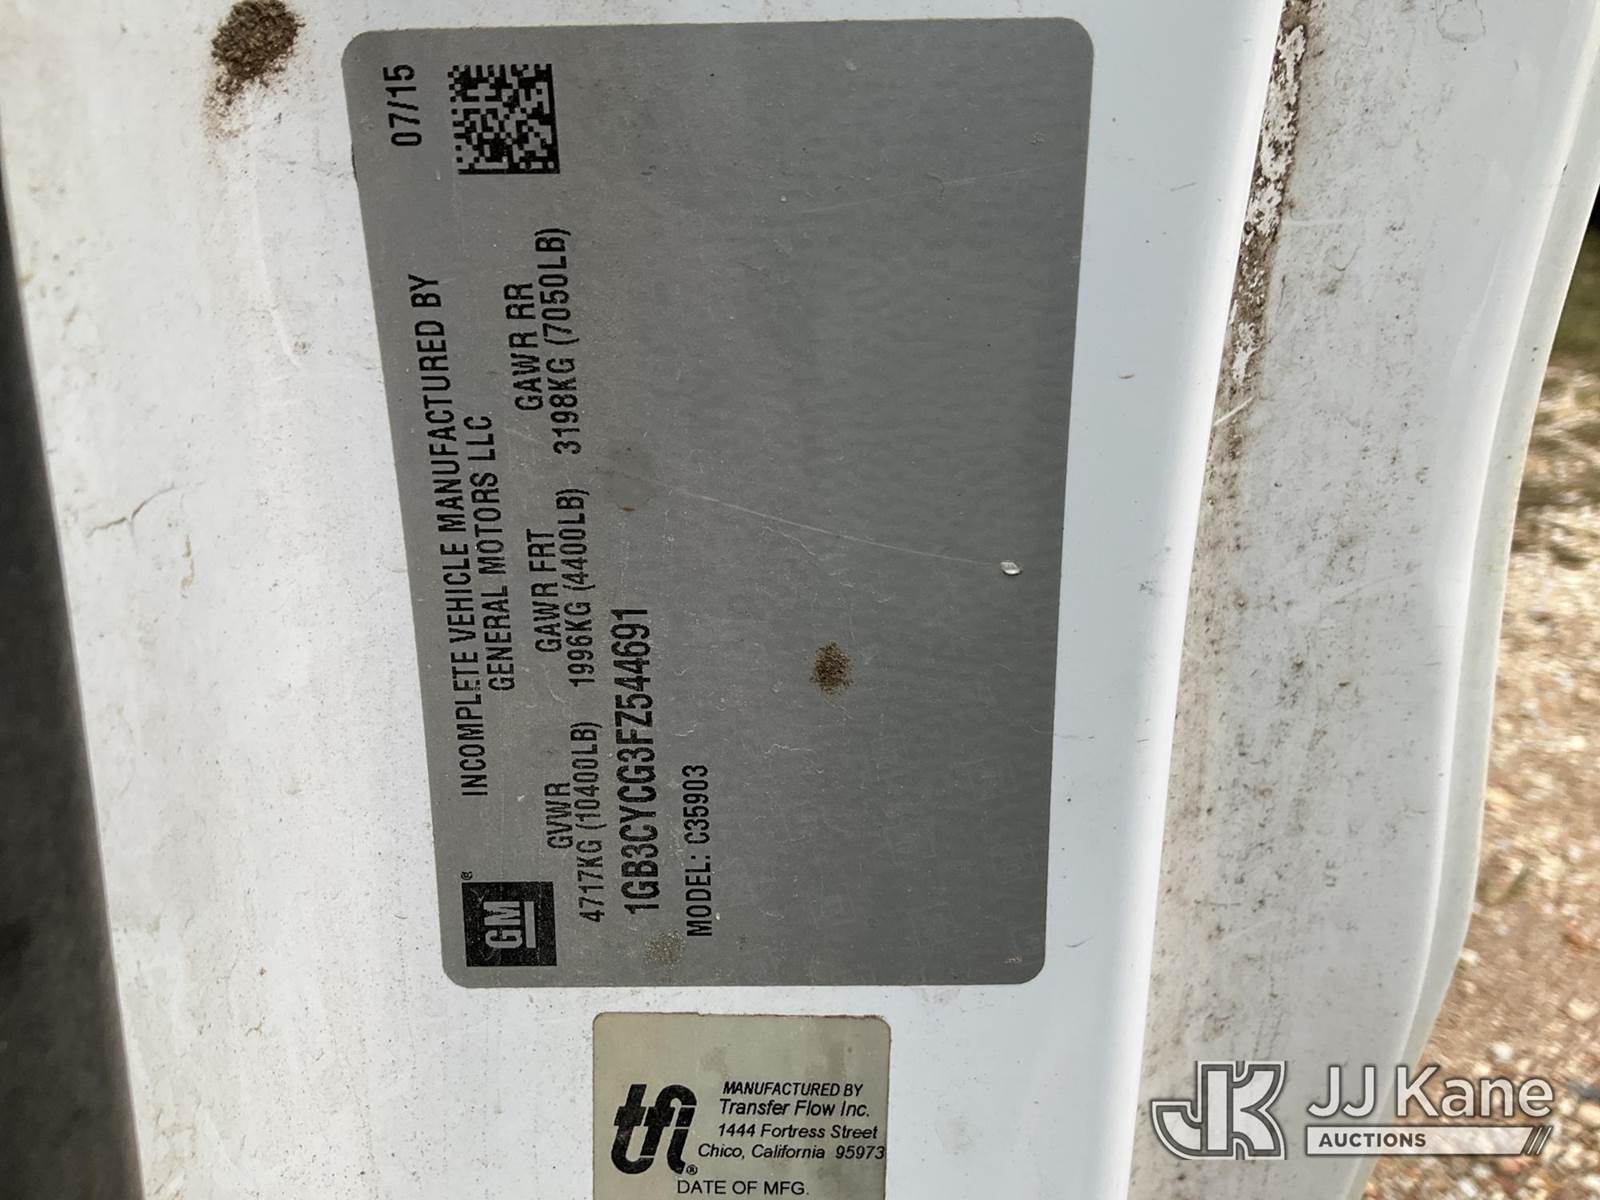 07/15
INCOMPLETE VEHICLE MANUFACTURED BY
GENERAL MOTORS LLC
GM®
GVWR GAWR FRT GAWR RR
4717KG (10400LB) 1996KG (4400LB) 3198KG (7050LB)
1GB3CYCG3FZ544691
MODEL: C35903
tfi®
MANUFACTURED BY
Transfer Flow Inc.
1444 Fortress Street
Chico, California 95973
DATE OF MFG.
JK JJ Kane
AUCTIONS